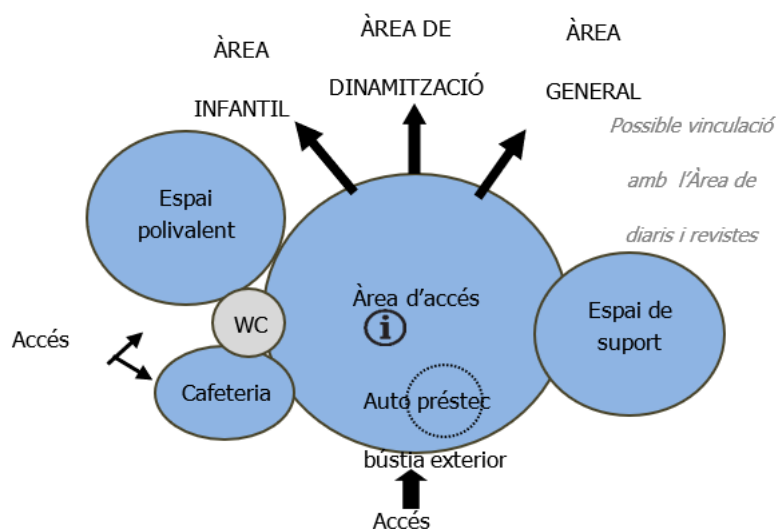 ÀREA
INFANTIL
ÀREA DE
DINAMITZACIÓ
ÀREA
GENERAL
Possible vinculació
amb l'Àrea de
diaris i revistes
Espai
polivalent
Àrea d'accés
i
Espai de
suport
WC
Accés
Cafeteria
Auto préstec
bústia exterior
Accés